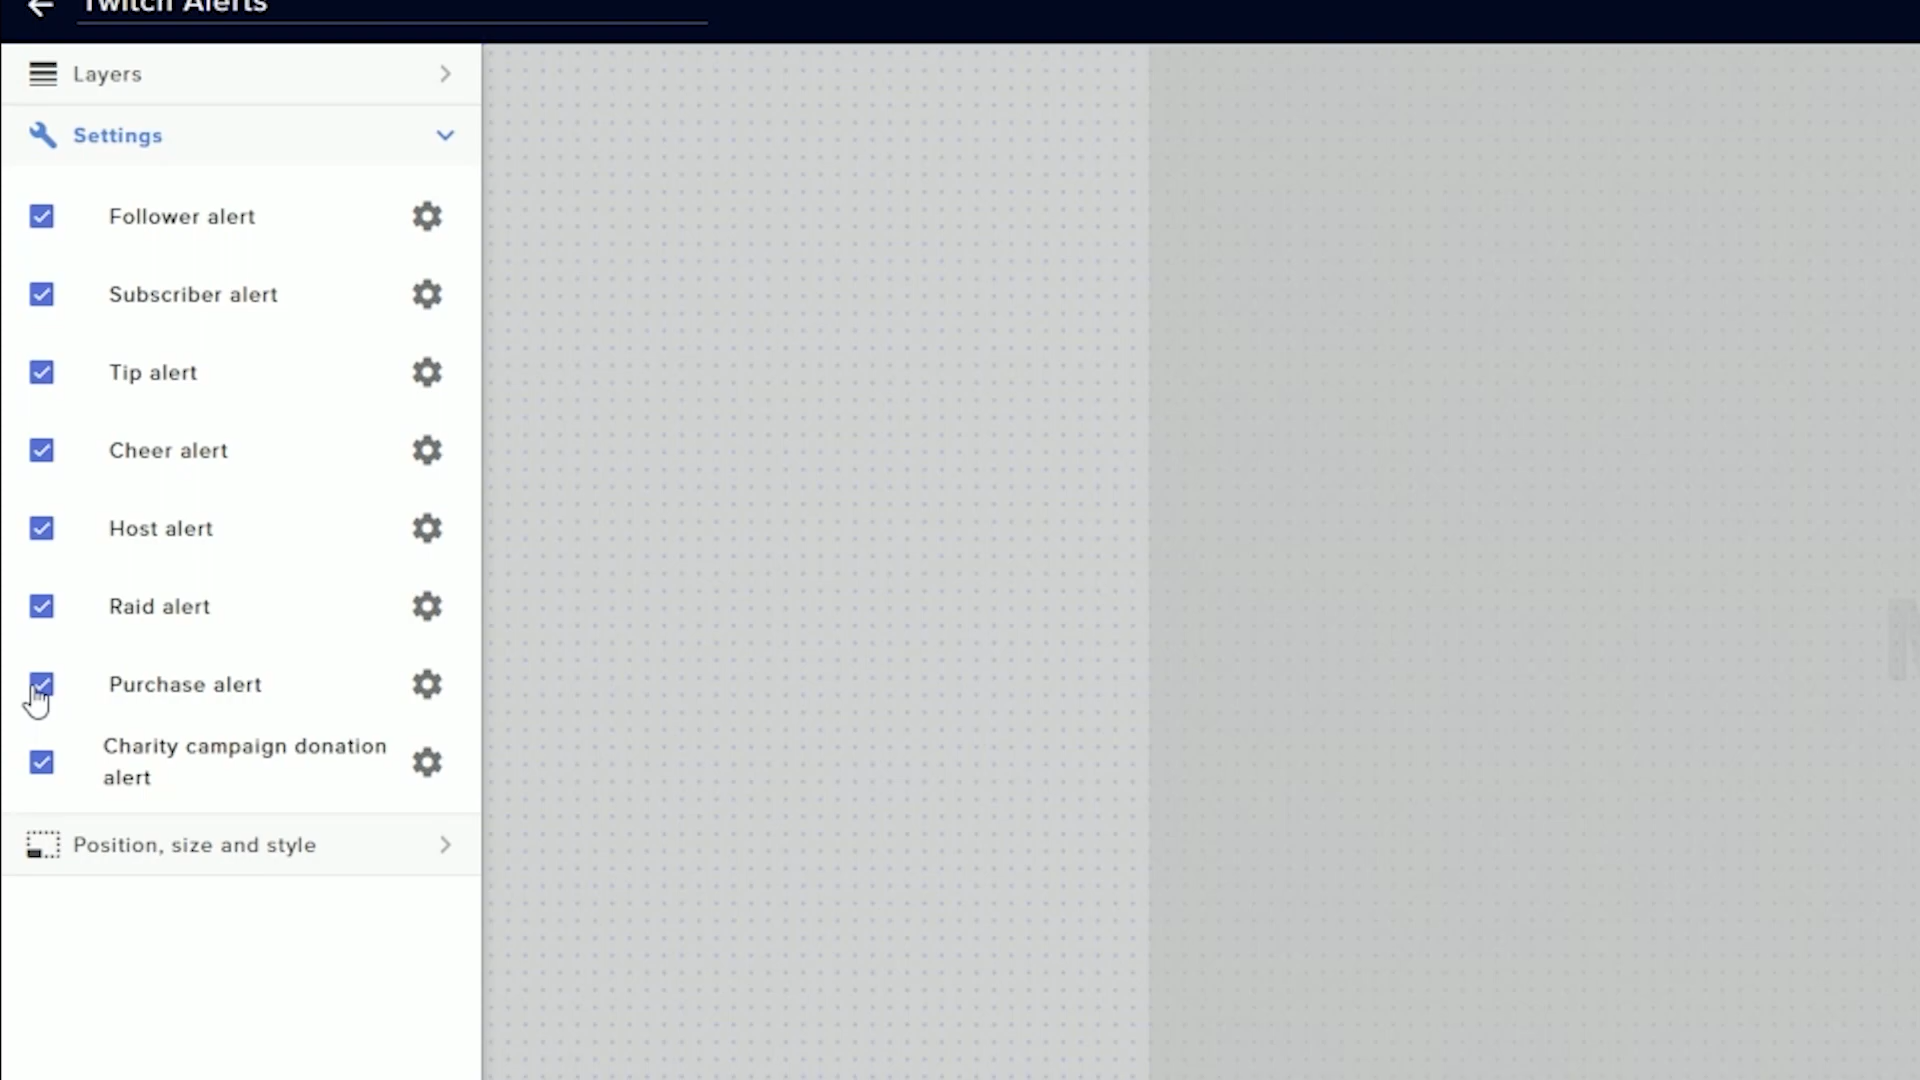 Twitch Alerts
Layers
Settings
Follower alert
Subscriber alert
Tip alert
Cheer alert
Host alert
Raid alert
Purchase alert
Charity campaign donation
alert
Position, size and style